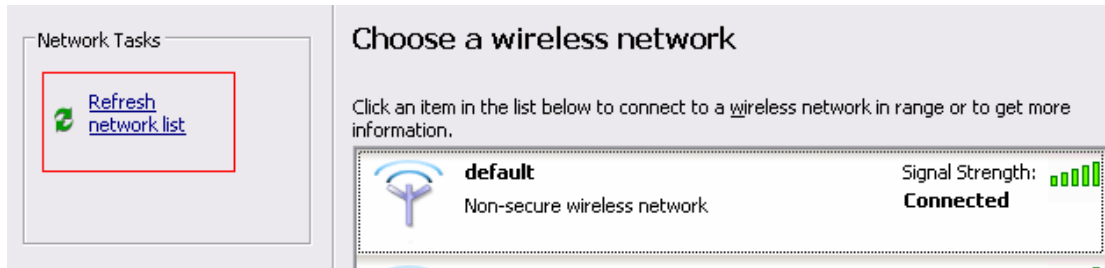 Network Tasks
Refresh
network list
Choose a wireless network
Click an item in the list below to connect to a wireless network in range or to get more
information.
default
Signal Strength:
Non-secure wireless network
Connected